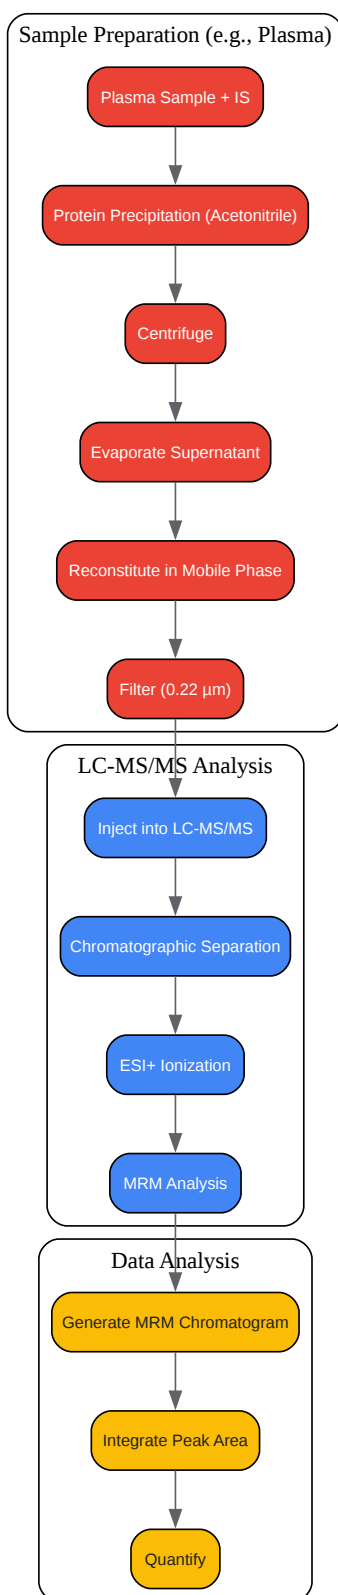 Sample Preparation (e.g., Plasma)
Plasma Sample + IS
Protein Precipitation (Acetonitrile)
Centrifuge
Evaporate Supernatant
Reconstitute in Mobile Phase
Filter (0.22 µm)
LC-MS/MS Analysis
Inject into LC-MS/MS
Chromatographic Separation
ESI+ Ionization
MRM Analysis
Data Analysis
Generate MRM Chromatogram
Integrate Peak Area
Quantify